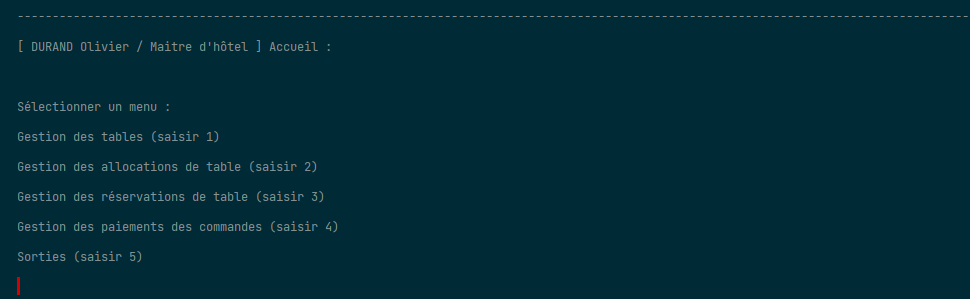 [ DURAND Olivier / Maitre d'hôtel ] Accueil :
Sélectionner un menu :
Gestion des tables (saisir 1)
Gestion des allocations de table (saisir 2)
Gestion des réservations de table (saisir 3)
Gestion des paiements des commandes (saisir 4)
Sorties (saisir 5)